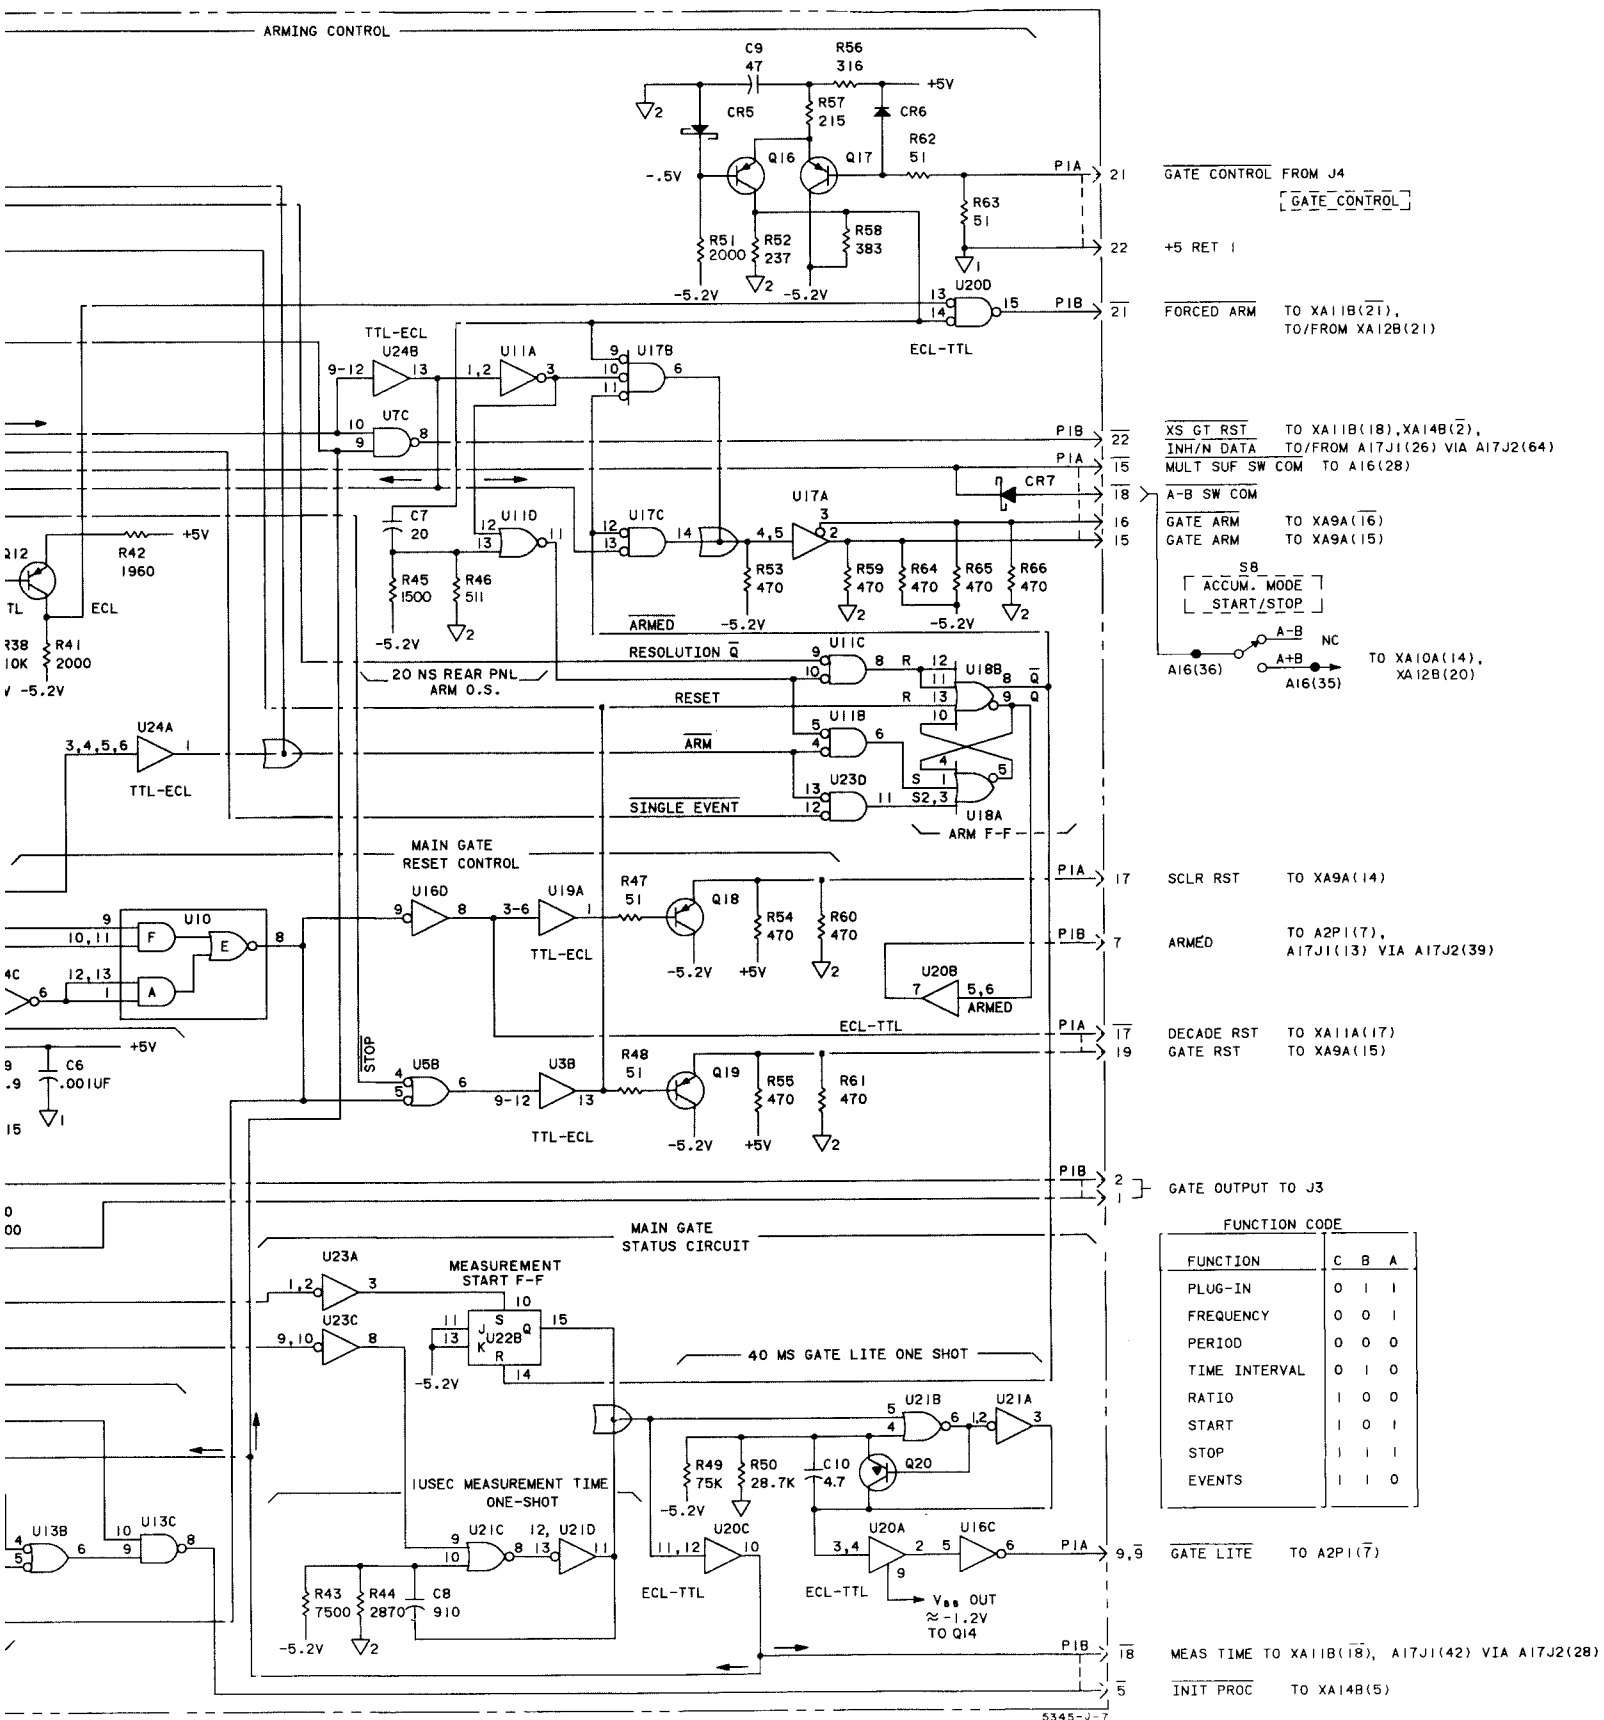 ARMING CONTROL
C9
47
R56
316
+5V
2
CR5
R57
215
CR6
R62
51
Q16
Q17
-.5V
P1A
21
GATE CONTROL FROM J4
GATE CONTROL
R63
51
R51
2000
R52
237
R58
383
22
+5 RET 1
-5.2V
2
-5.2V
1
U20D
13
14
15
P1B
21
FORCED ARM
TO XA11B(21),
TO/FROM XA12B(21)
ECL-TTL
TTL-ECL
U24B
9-12
13
1,2
U11A
3
U17B
9
10
11
6
U7C
10
9
8
P1B
22
XS GT RST
TO XA11B(18),XA14B(2),
INH/N DATA
TO/FROM A17J1(26) VIA A17J2(64)
P1A
15
MULT SUF SW COM TO A16(28)
CR7
18
A-B SW COM
C7
20
12
13
U11D
11
12
13
U17C
14
4,5
U17A
3
2
16
GATE ARM
TO XA9A(16)
15
GATE ARM
TO XA9A(15)
Q12
R42
1960
+5V
TL
ECL
R38
10K
R41
2000
V -5.2V
R45
1500
R46
511
-5.2V
2
R53
470
R59
470
R64
470
R65
470
R66
470
-5.2V
2
-5.2V
2
S8
ACCUM. MODE
START/STOP
A-B
NC
A+B
A16(36)
A16(35)
TO XA10A(14),
XA12B(20)
20 NS REAR PNL
ARM O.S.
ARMED
RESOLUTION Q
RESET
ARM
SINGLE EVENT
9
10
U11C
8
R
12
11
13
10
U18B
8
Q
9
Q
R
5
4
U11B
6
4
S
1
S2,3
5
U18A
13
12
U23D
11
ARM F-F
U24A
3,4,5,6
1
TTL-ECL
MAIN GATE
RESET CONTROL
U16D
9
8
3-6
U19A
1
TTL-ECL
R47
51
Q18
-5.2V
R54
470
+5V
R60
470
2
P1A
17
SCLR RST
TO XA9A(14)
P1B
7
ARMED
TO A2P1(7),
A17J1(13) VIA A17J2(39)
U20B
7
5,6
ARMED
ECL-TTL
9
10,11
F
U10
E
8
4C
6
12,13
1
A
P1A
17
DECADE RST
TO XA11A(17)
19
GATE RST
TO XA9A(15)
9
.9
C6
.001UF
+5V
1
15
STOP
4
5
U5B
6
9-12
U3B
13
TTL-ECL
R48
51
Q19
-5.2V
R55
470
+5V
R61
470
2
P1B
2
1
GATE OUTPUT TO J3
0
00
MAIN GATE
STATUS CIRCUIT
U23A
1,2
3
MEASUREMENT
START F-F
10
S
11
J
13
K
U22B
Q
15
R
14
-5.2V
U23C
9,10
8
FUNCTION CODE
FUNCTION C B A
PLUG-IN 0 1 1
FREQUENCY 0 0 1
PERIOD 0 0 0
TIME INTERVAL 0 1 0
RATIO 1 0 0
START 1 0 1
STOP 1 1 1
EVENTS 1 1 0
40 MS GATE LITE ONE SHOT
5
4
U21B
6
1,2
U21A
3
R49
75K
R50
28.7K
C10
4.7
Q20
-5.2V
1USEC MEASUREMENT TIME
ONE-SHOT
4
5
U13B
6
10
9
U13C
8
9
10
U21C
8
12,
13
U21D
11
R43
7500
R44
2870
C8
910
-5.2V
2
11,12
U20C
10
ECL-TTL
3,4
U20A
2
9
ECL-TTL
5
U16C
6
P1A
9,9
GATE LITE
TO A2P1(7)
VBB OUT
≈ -1.2V
TO Q14
P1B
18
MEAS TIME TO XA11B(18), A17J1(42) VIA A17J2(28)
5
INIT PROC
TO XA14B(5)
5345-J-7